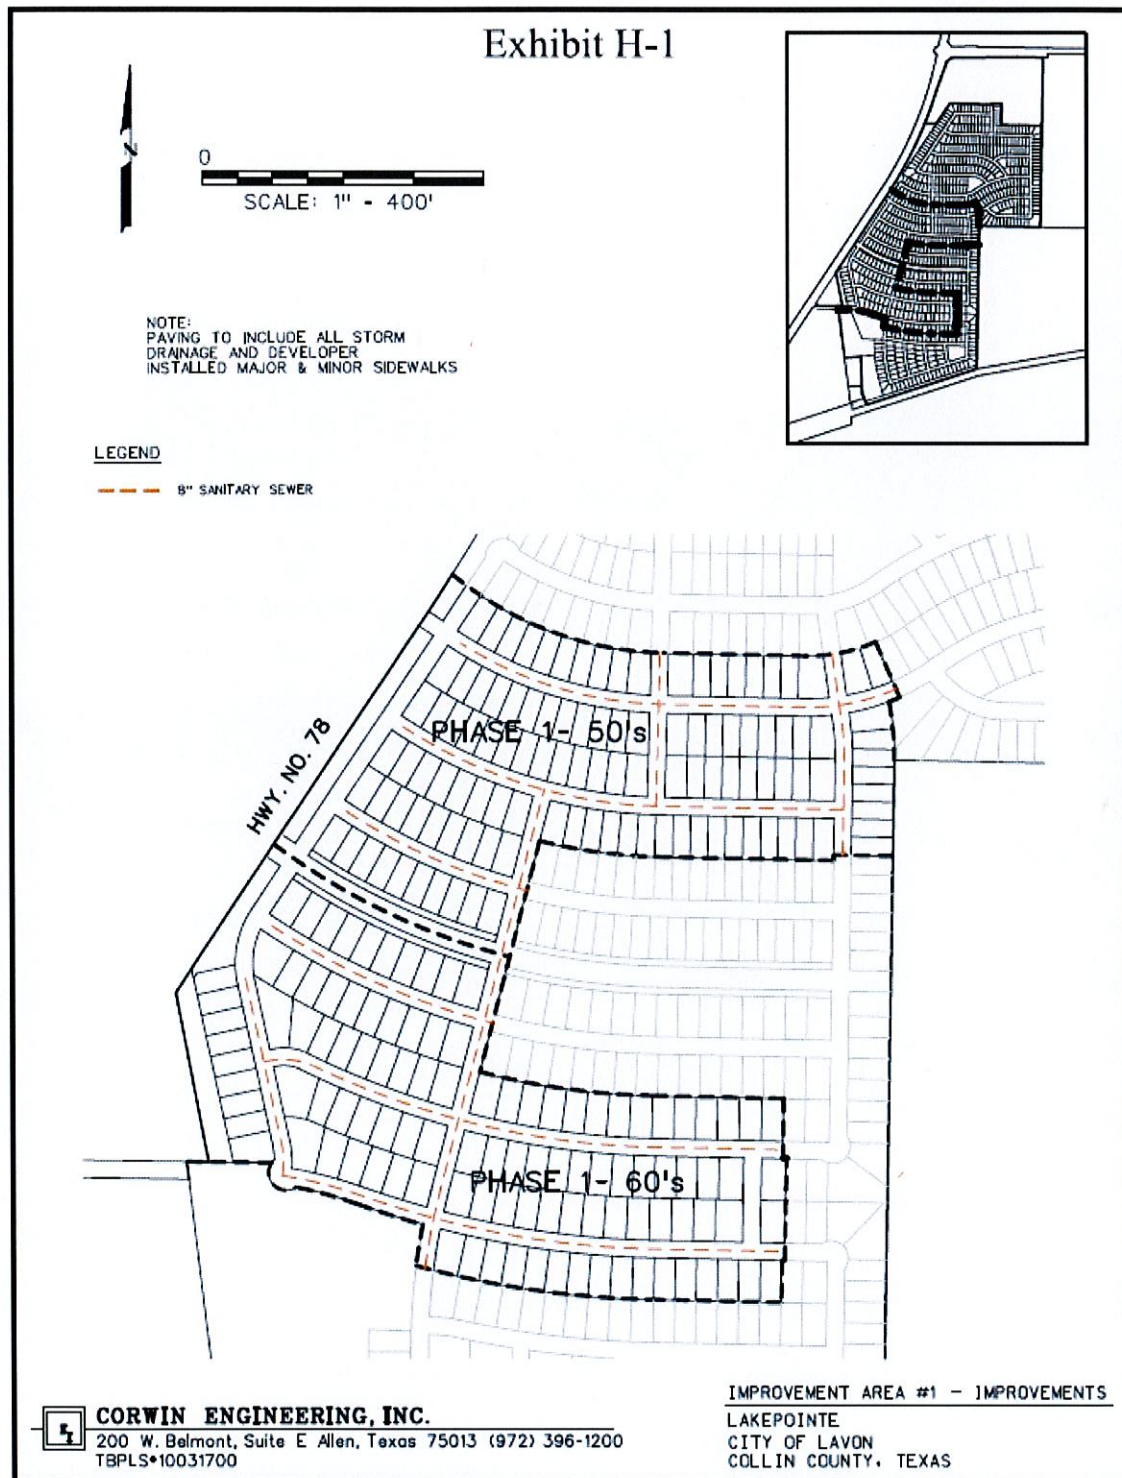 Exhibit H-1
N
0
SCALE: 1" - 400'
NOTE:
PAVING TO INCLUDE ALL STORM
DRAINAGE AND DEVELOPER
INSTALLED MAJOR & MINOR SIDEWALKS
LEGEND
8" SANITARY SEWER
HWY. NO. 78
PHASE 1- 50's
PHASE 1- 60's
CORWIN ENGINEERING, INC.
200 W. Belmont, Suite E Allen, Texas 75013 (972) 396-1200
TBPLS#10031700
IMPROVEMENT AREA #1 - IMPROVEMENTS
LAKEPOINTE
CITY OF LAVON
COLLIN COUNTY, TEXAS